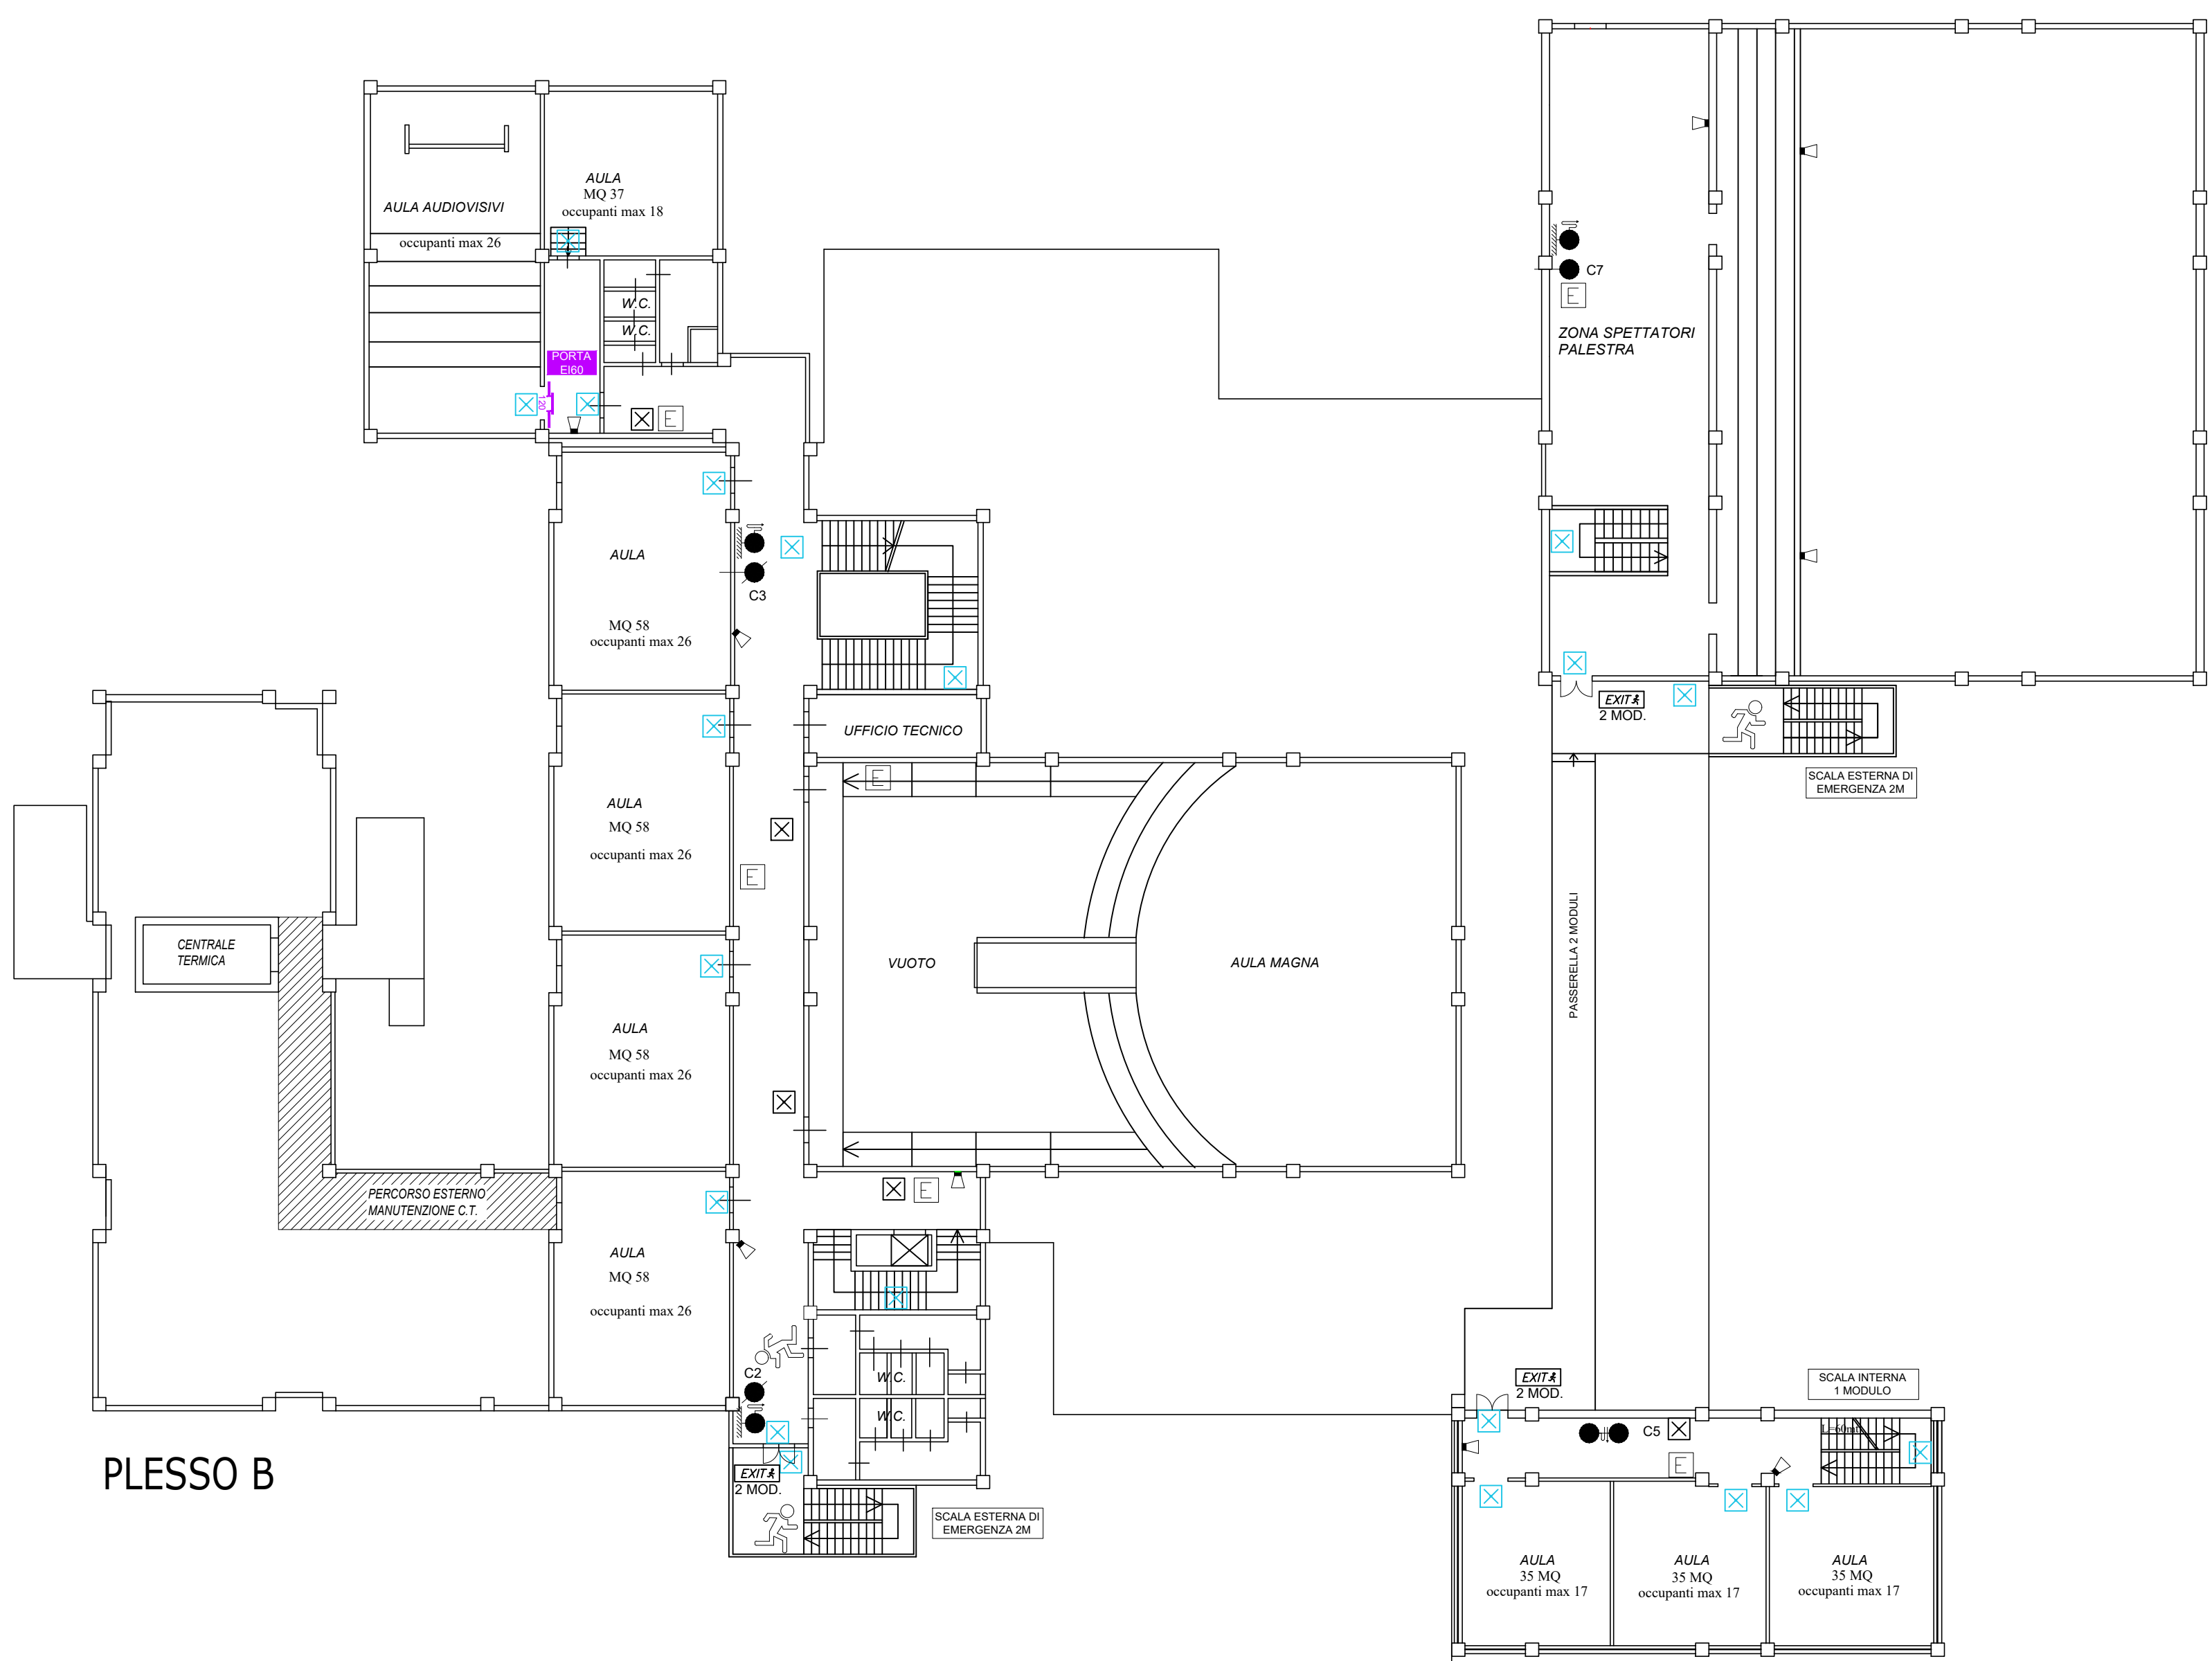 AULA
MQ 37
occupanti max 18
AULA AUDIOVISIVI
occupanti max 26
W.C.
W.C.
PORTA
EI60
120
E
C7
E
ZONA SPETTATORI
PALESTRA
AULA
MQ 58
occupanti max 26
C3
UFFICIO TECNICO
E
EXIT
2 MOD.
SCALA ESTERNA DI
EMERGENZA 2M
AULA
MQ 58
occupanti max 26
E
CENTRALE
TERMICA
VUOTO
AULA MAGNA
PASSERELLA 2 MODULI
AULA
MQ 58
occupanti max 26
PERCORSO ESTERNO
MANUTENZIONE C.T.
E
AULA
MQ 58
occupanti max 26
C2
W.C.
W.C.
EXIT
2 MOD.
SCALA INTERNA
1 MODULO
L=60mt
C5
E
PLESSO B
EXIT
2 MOD.
SCALA ESTERNA DI
EMERGENZA 2M
AULA
35 MQ
occupanti max 17
AULA
35 MQ
occupanti max 17
AULA
35 MQ
occupanti max 17